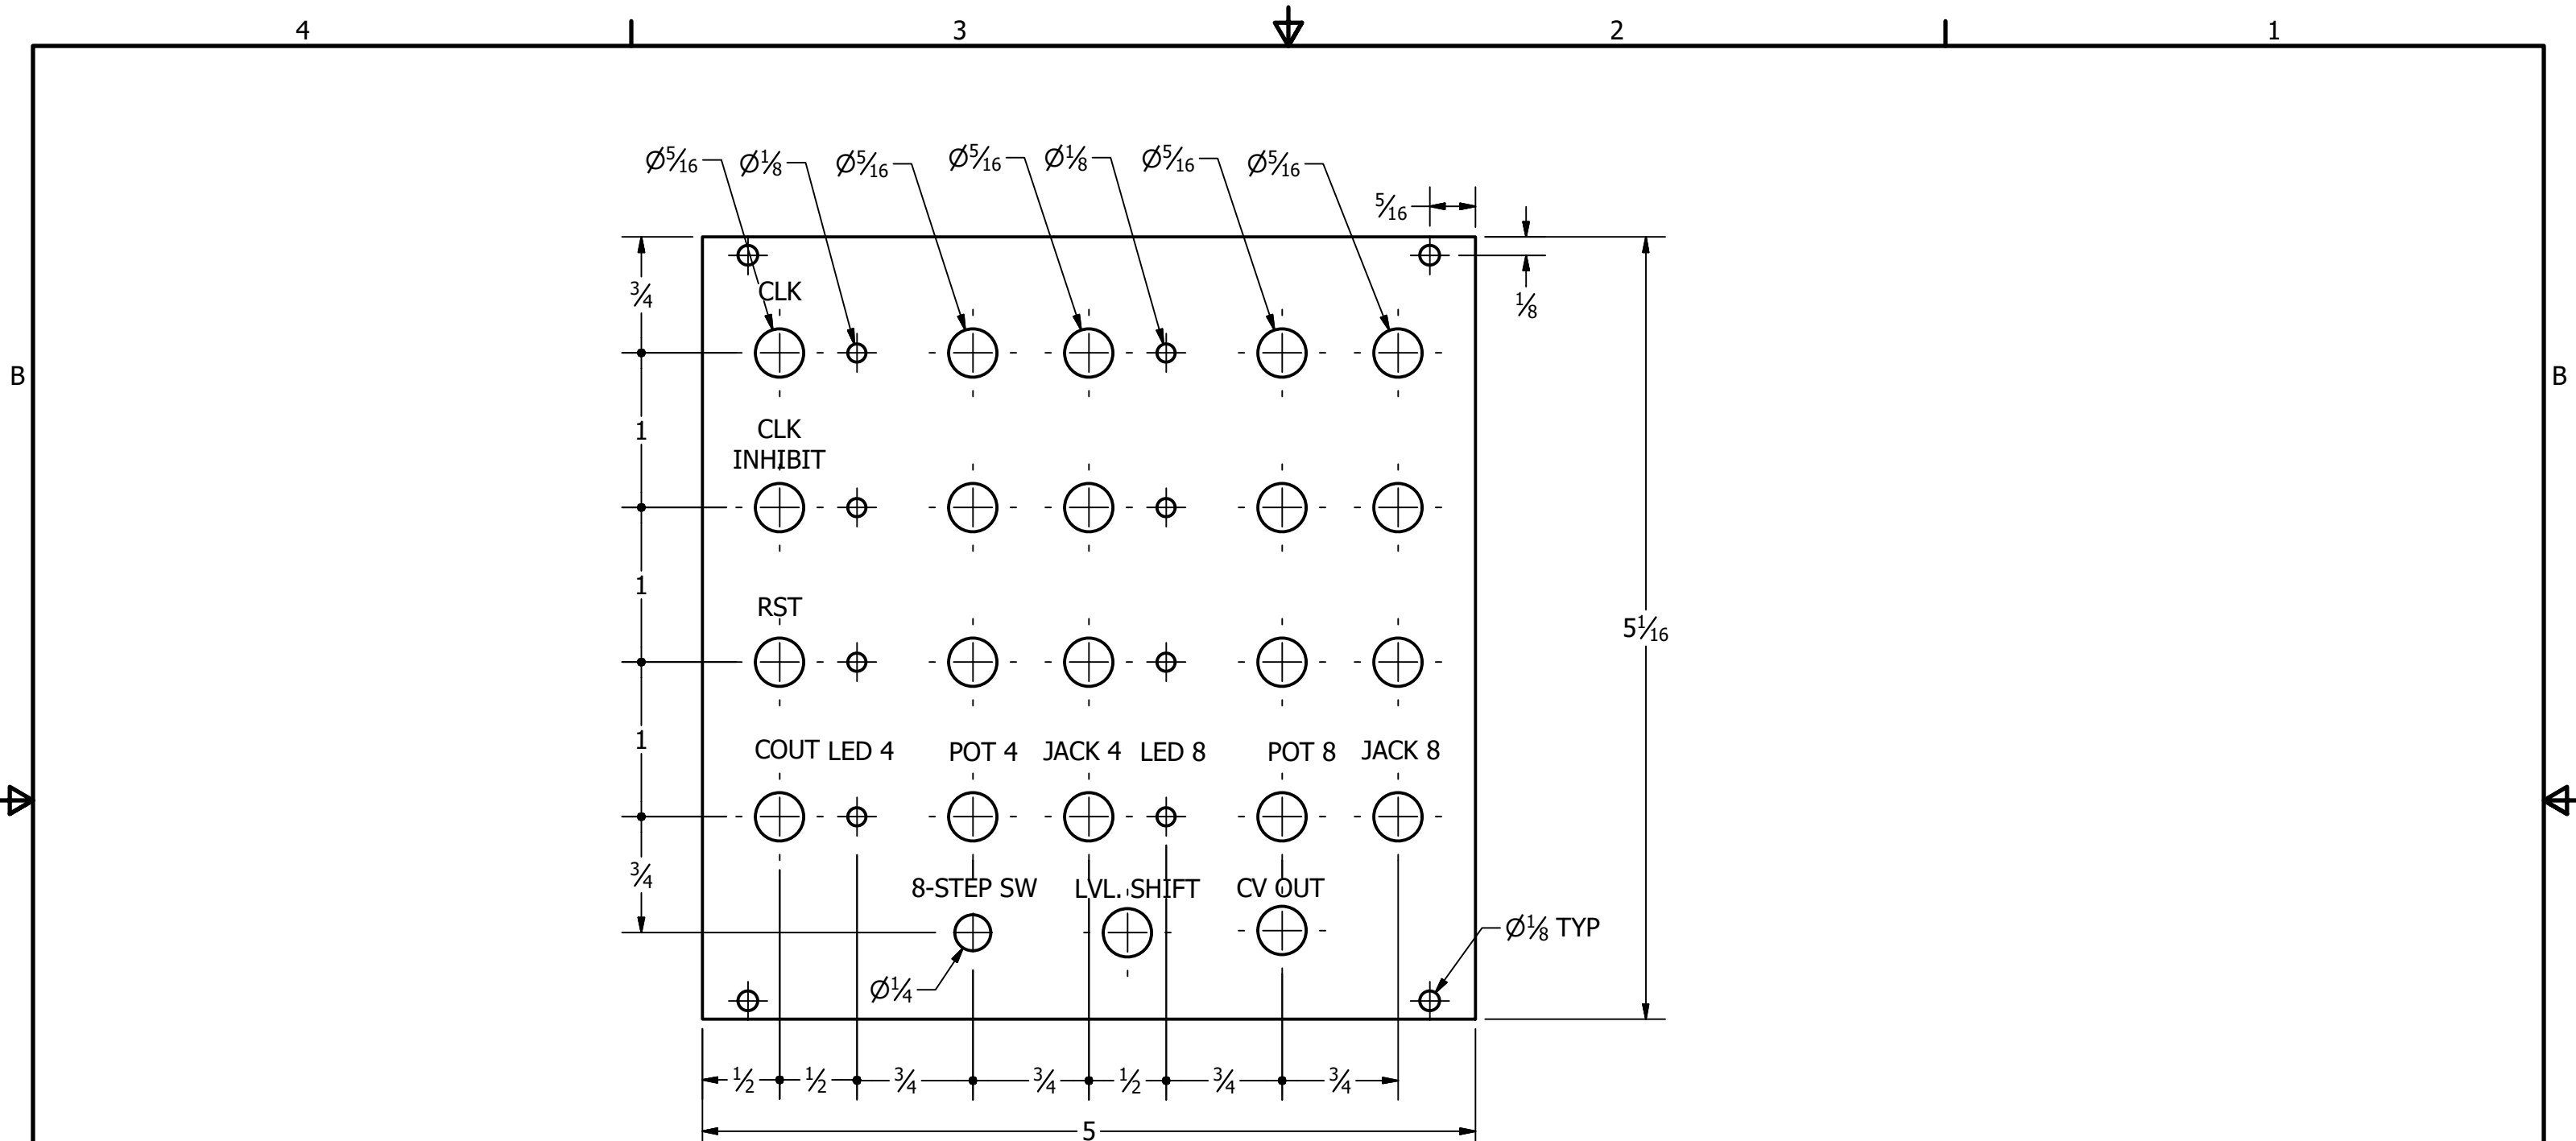 4 3 2 1
Ø5⁄16 Ø1⁄8 Ø5⁄16 Ø5⁄16 Ø1⁄8 Ø5⁄16 Ø5⁄16
5⁄16
3⁄4 CLK 1⁄8
B B
1 CLK
INHIBIT
1
RST 5 1⁄16
1 COUT LED 4 POT 4 JACK 4 LED 8 POT 8 JACK 8
3⁄4 8-STEP SW LVL. SHIFT CV OUT
Ø1⁄8 TYP
Ø1⁄4
1⁄2 1⁄2 3⁄4 3⁄4 1⁄2 3⁄4 3⁄4
5